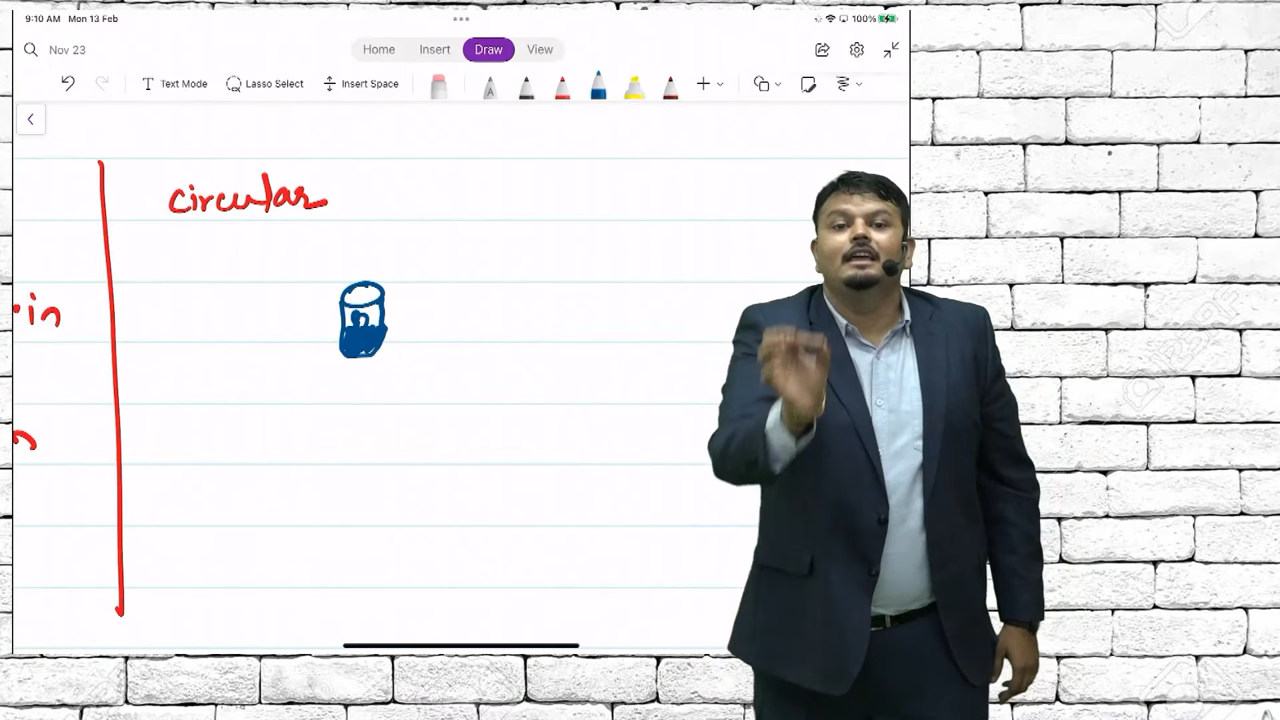 9:10 AM Mon 13 Feb
100%
Nov 23
Home Insert Draw View
Text Mode Lasso Select Insert Space
A
circular
in
n